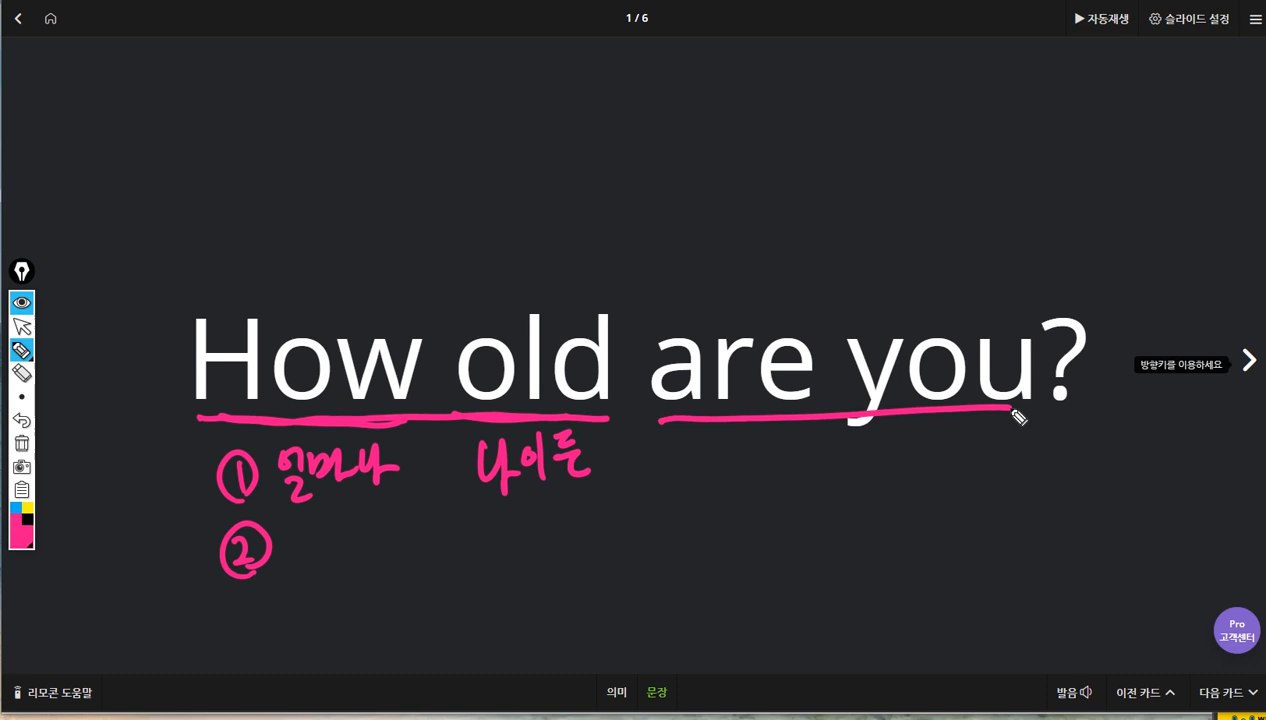 1 / 6
▶ 자동재생
슬라이드 설정
How old are you?
방향키를 이용하세요
① 얼마나 나이든
②
Pro
고객센터
리모콘 도움말
의미
문장
발음
이전 카드
다음 카드